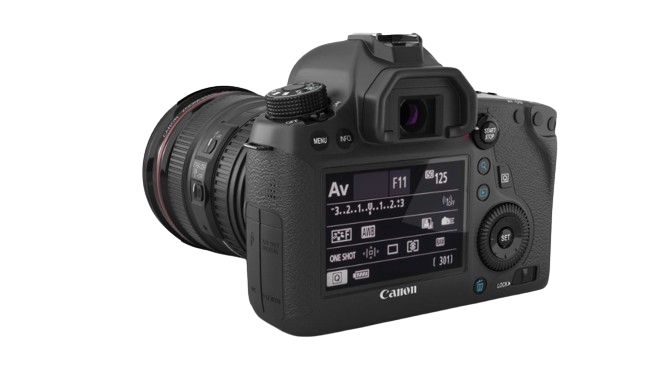 MENU INFO
START
STOP
Av F11 ISO 125
-3..2..1..0..1..2.:3
AWB
Q
ONE SHOT
[ 301]
Q
SET
Canon
LOCK▶